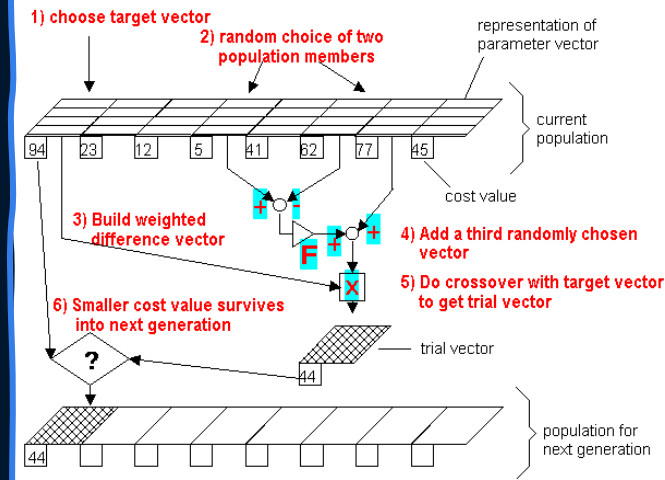 1) choose target vector
2) random choice of two
population members
representation of
parameter vector
current
population
94 23 12 5 41 62 77 45
cost value
+ -
3) Build weighted
difference vector
F + +
4) Add a third randomly chosen
vector
X
5) Do crossover with target vector
to get trial vector
6) Smaller cost value survives
into next generation
?
trial vector
44
44
population for
next generation